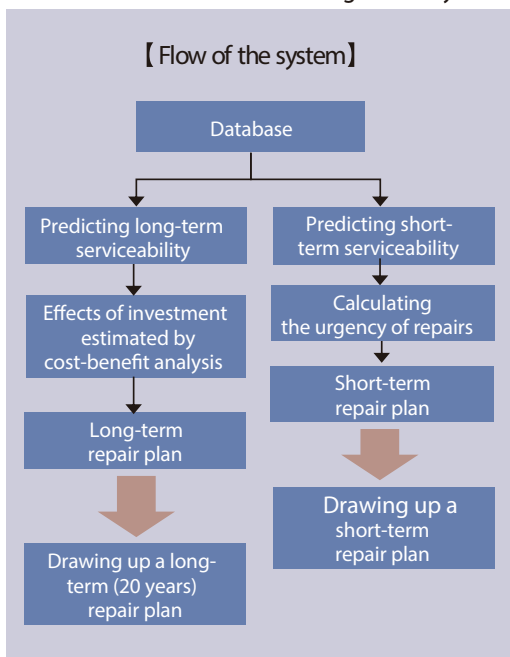 【Flow of the system】
Database
Predicting long-term
serviceability
Effects of investment
estimated by
cost-benefit analysis
Long-term
repair plan
Drawing up a long-
term (20 years)
repair plan
Predicting short-
term serviceability
Calculating
the urgency of repairs
Short-term
repair plan
Drawing up a
short-term
repair plan